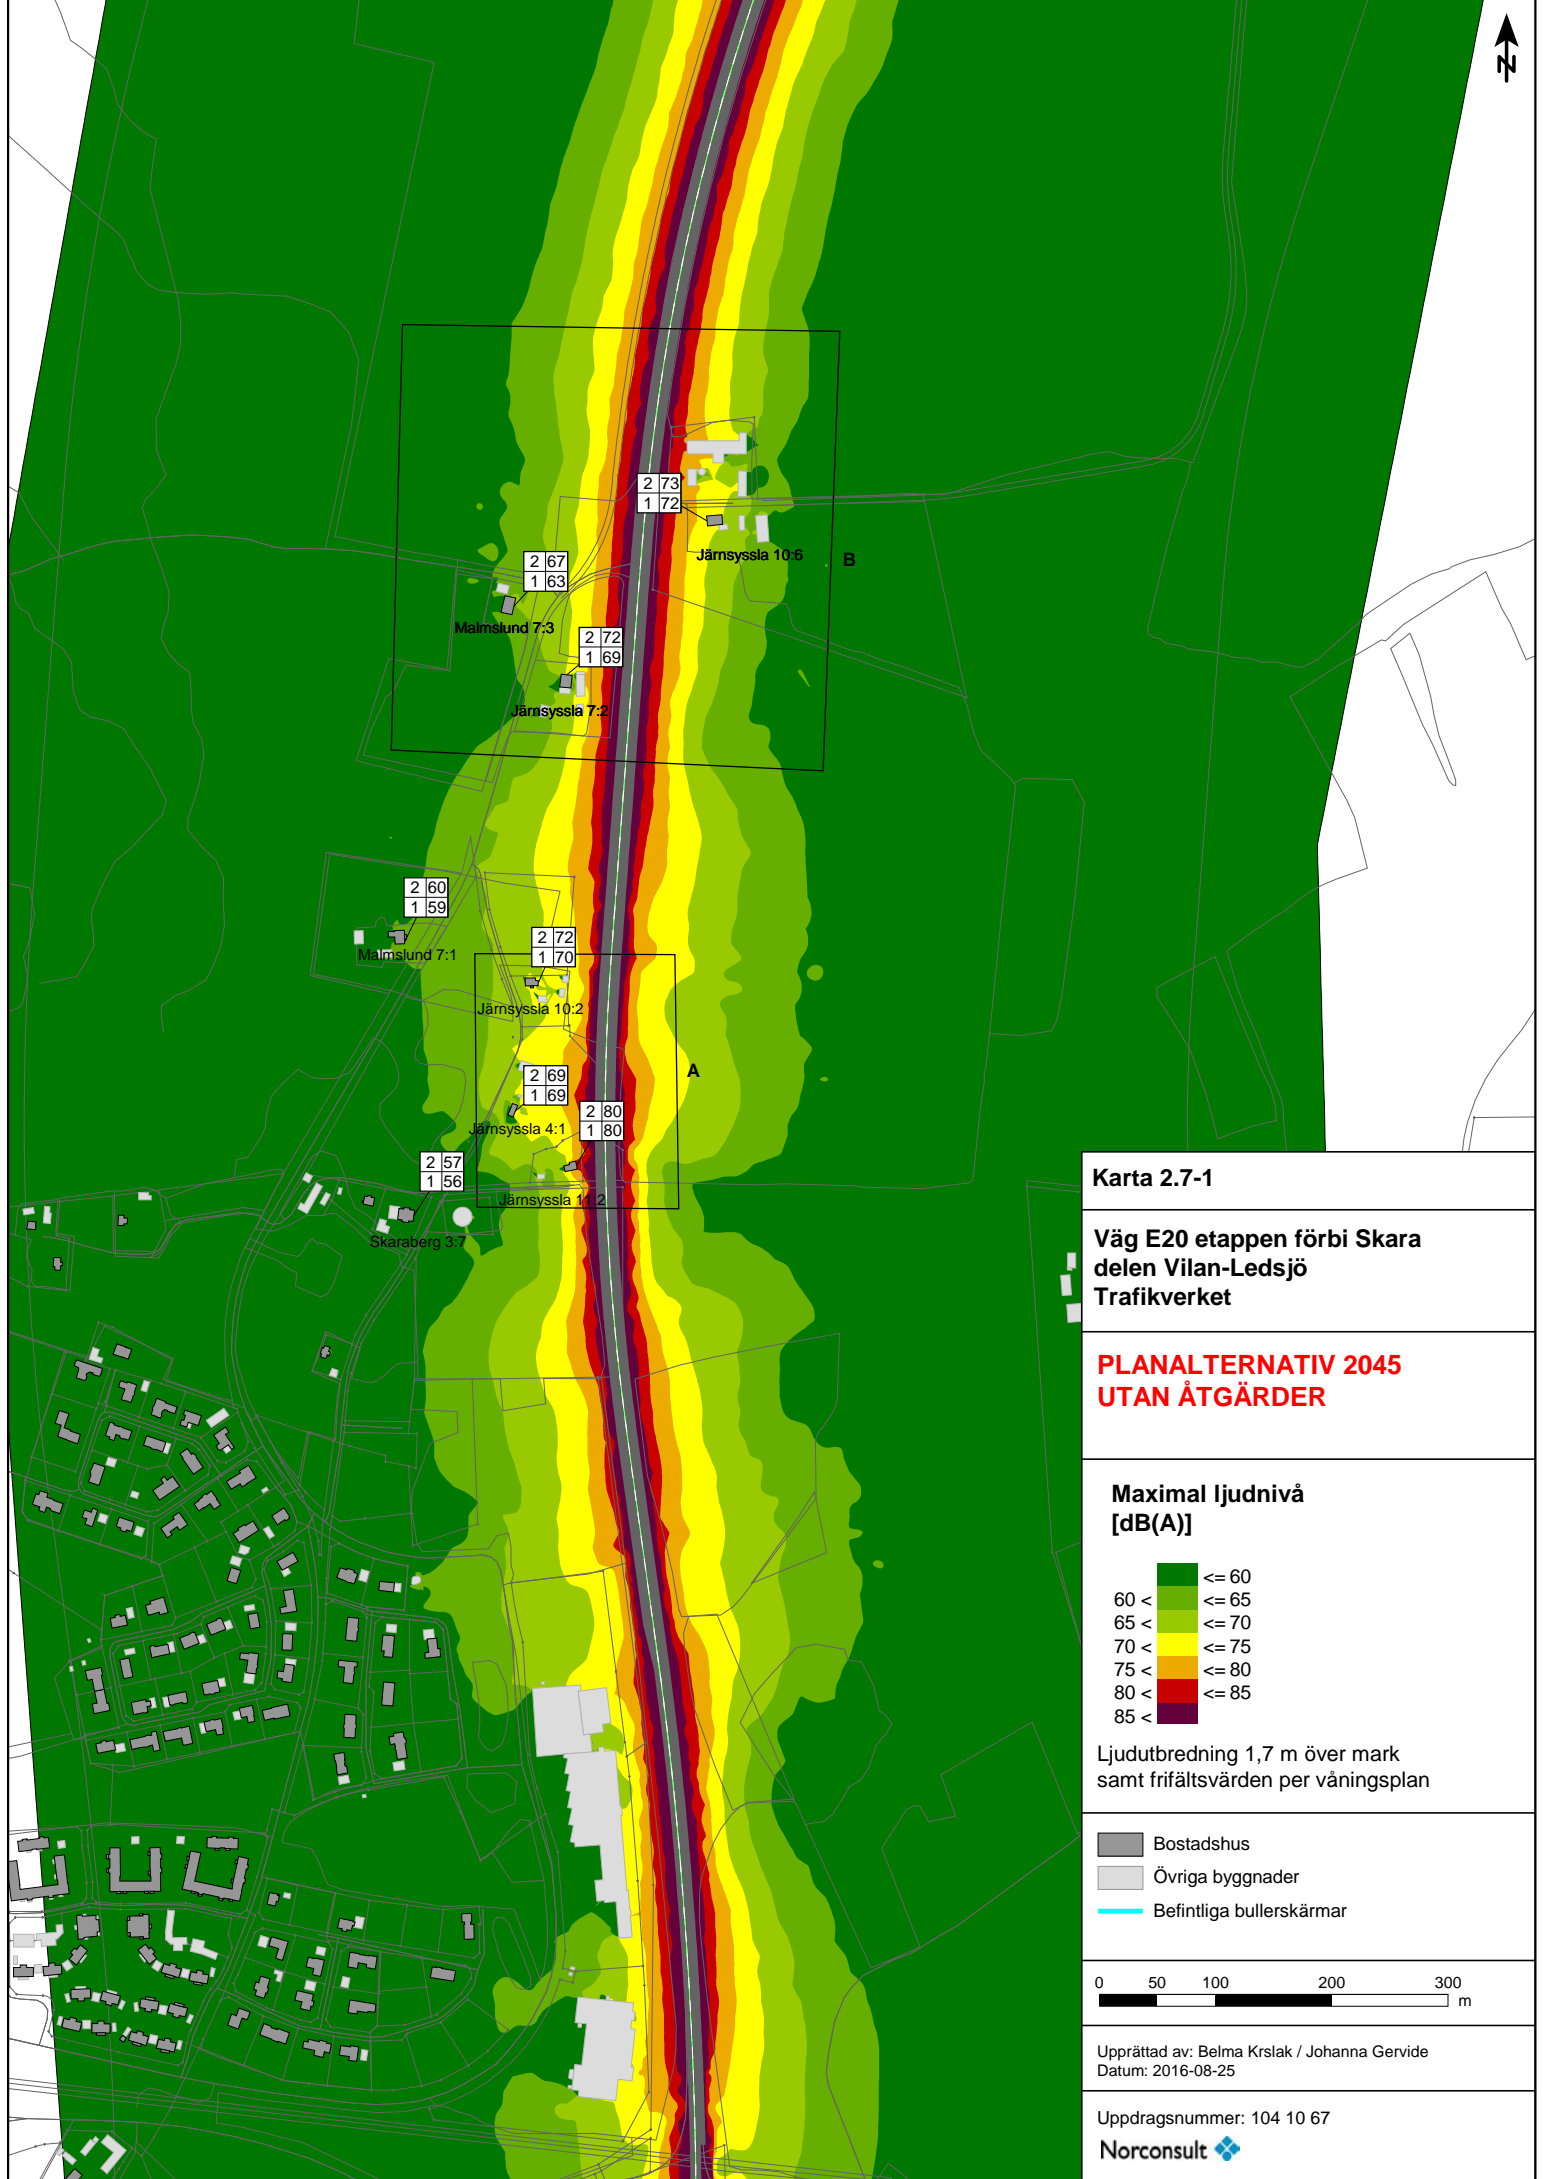 N
2 73
1 72
Järnsyssla 10:6
B
2 67
1 63
Malmslund 7:3
2 72
1 69
Järnsyssla 7:2
2 60
1 59
Malmslund 7:1
2 72
1 70
Järnsyssla 10:2
A
2 69
1 69
Järnsyssla 4:1
2 80
1 80
Järnsyssla 11:2
2 57
1 56
Skaraberg 3:7
Karta 2.7-1
Väg E20 etappen förbi Skara
delen Vilan-Ledsjö
Trafikverket
PLANALTERNATIV 2045
UTAN ÅTGÄRDER
Maximal ljudnivå
[dB(A)]
<= 60
60 < <= 65
65 < <= 70
70 < <= 75
75 < <= 80
80 < <= 85
85 <
Ljudutbredning 1,7 m över mark
samt frifältsvärden per våningsplan
Bostadshus
Övriga byggnader
Befintliga bullerskärmar
0 50 100 200 300
m
Upprättad av: Belma Krslak / Johanna Gervide
Datum: 2016-08-25
Uppdragsnummer: 104 10 67
Norconsult